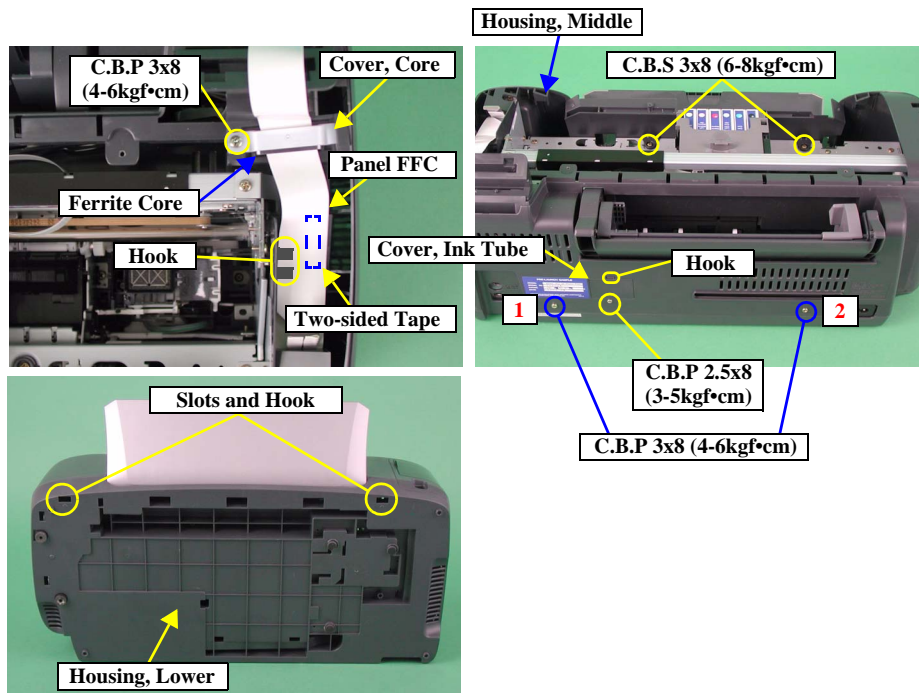 Housing, Middle
C.B.P 3x8
(4-6kgf•cm)
Cover, Core
Panel FFC
Ferrite Core
Hook
Two-sided Tape
C.B.S 3x8 (6-8kgf•cm)
Cover, Ink Tube
Hook
1
2
C.B.P 2.5x8
(3-5kgf•cm)
C.B.P 3x8 (4-6kgf•cm)
Slots and Hook
Housing, Lower